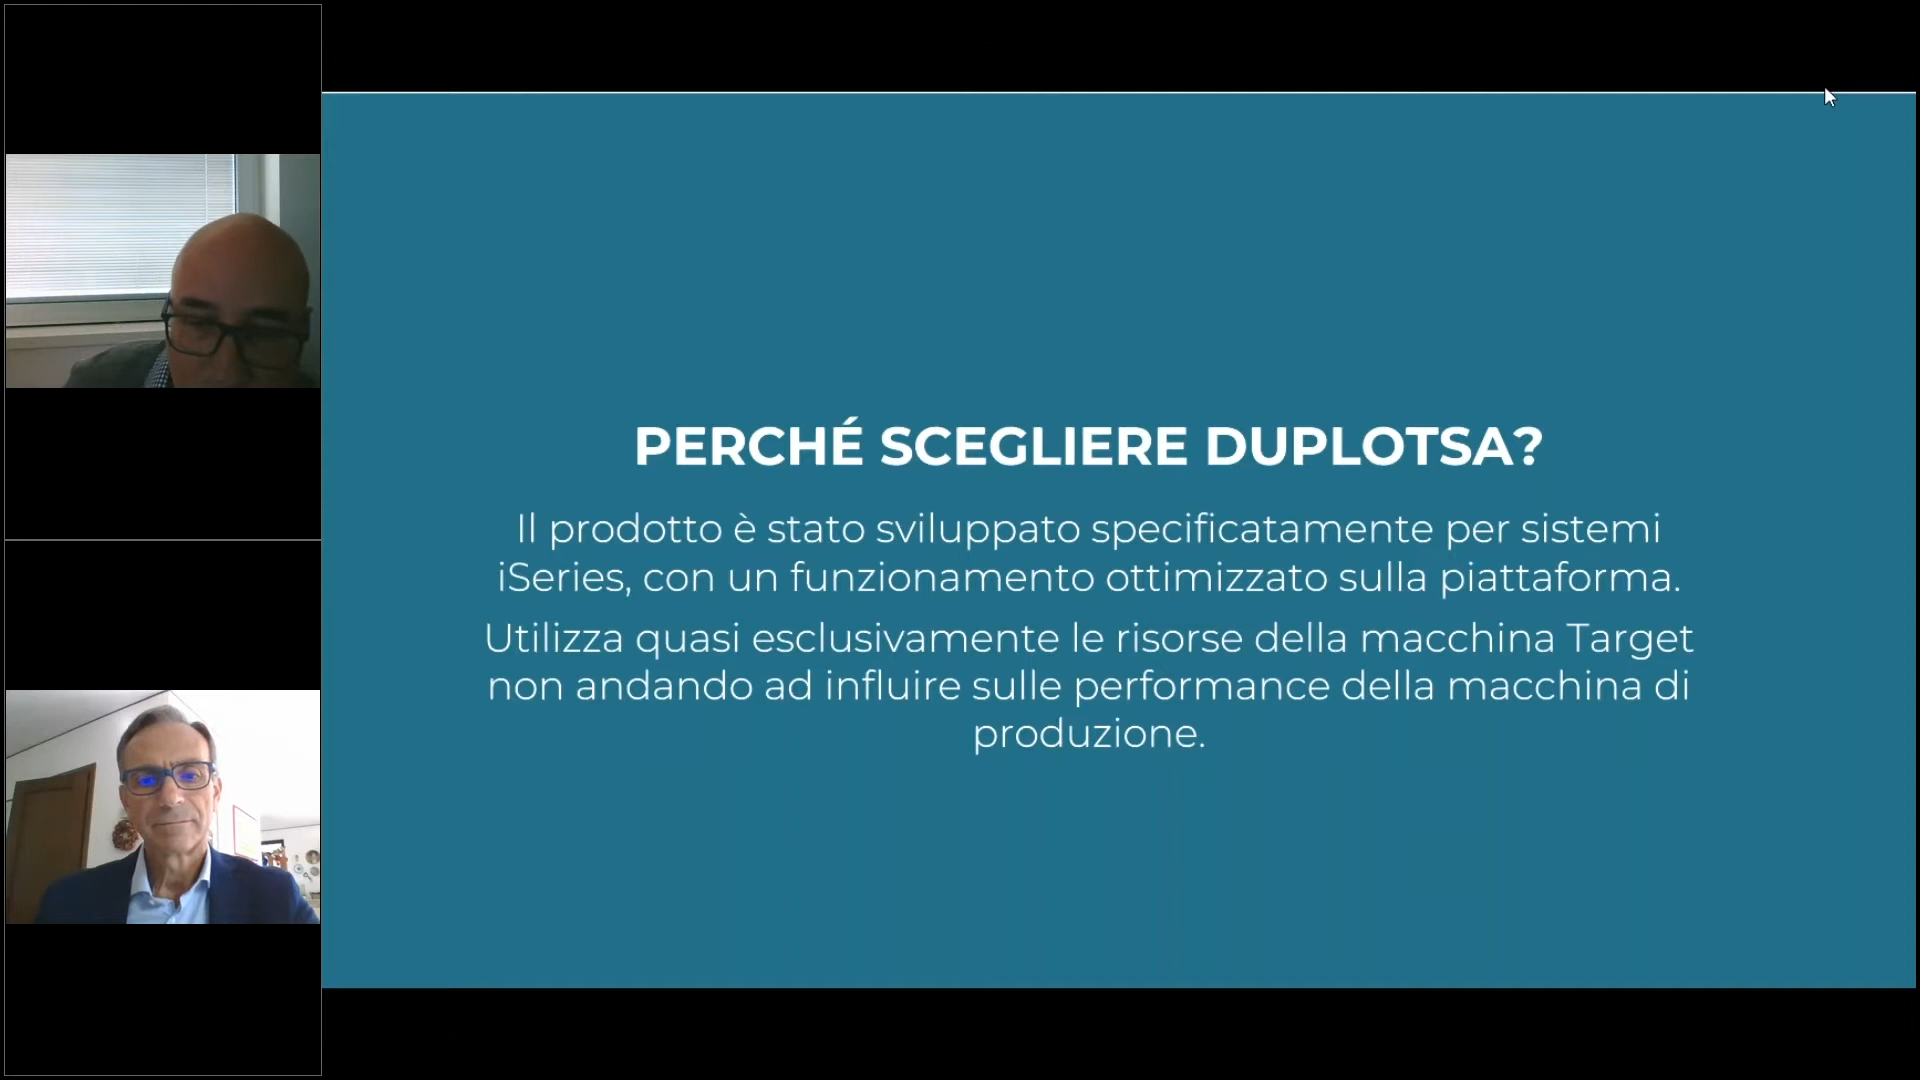 PERCHÉ SCEGLIERE DUPLOTSA?
Il prodotto è stato sviluppato specificatamente per sistemi
iSeries, con un funzionamento ottimizzato sulla piattaforma.
Utilizza quasi esclusivamente le risorse della macchina Target
non andando ad influire sulle performance della macchina di
produzione.